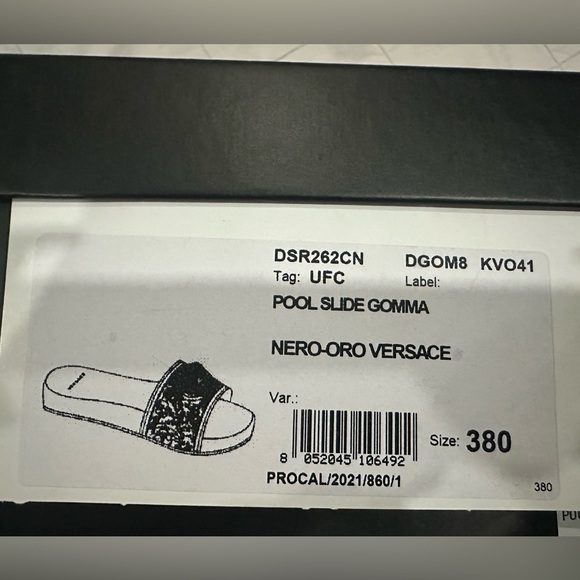 DSR262CN DGOM8 KVO41
Tag: UFC Label:
POOL SLIDE GOMMA
NERO-ORO VERSACE
Var.:
Size: 380
8 052045 106492
PROCAL/2021/860/1
380